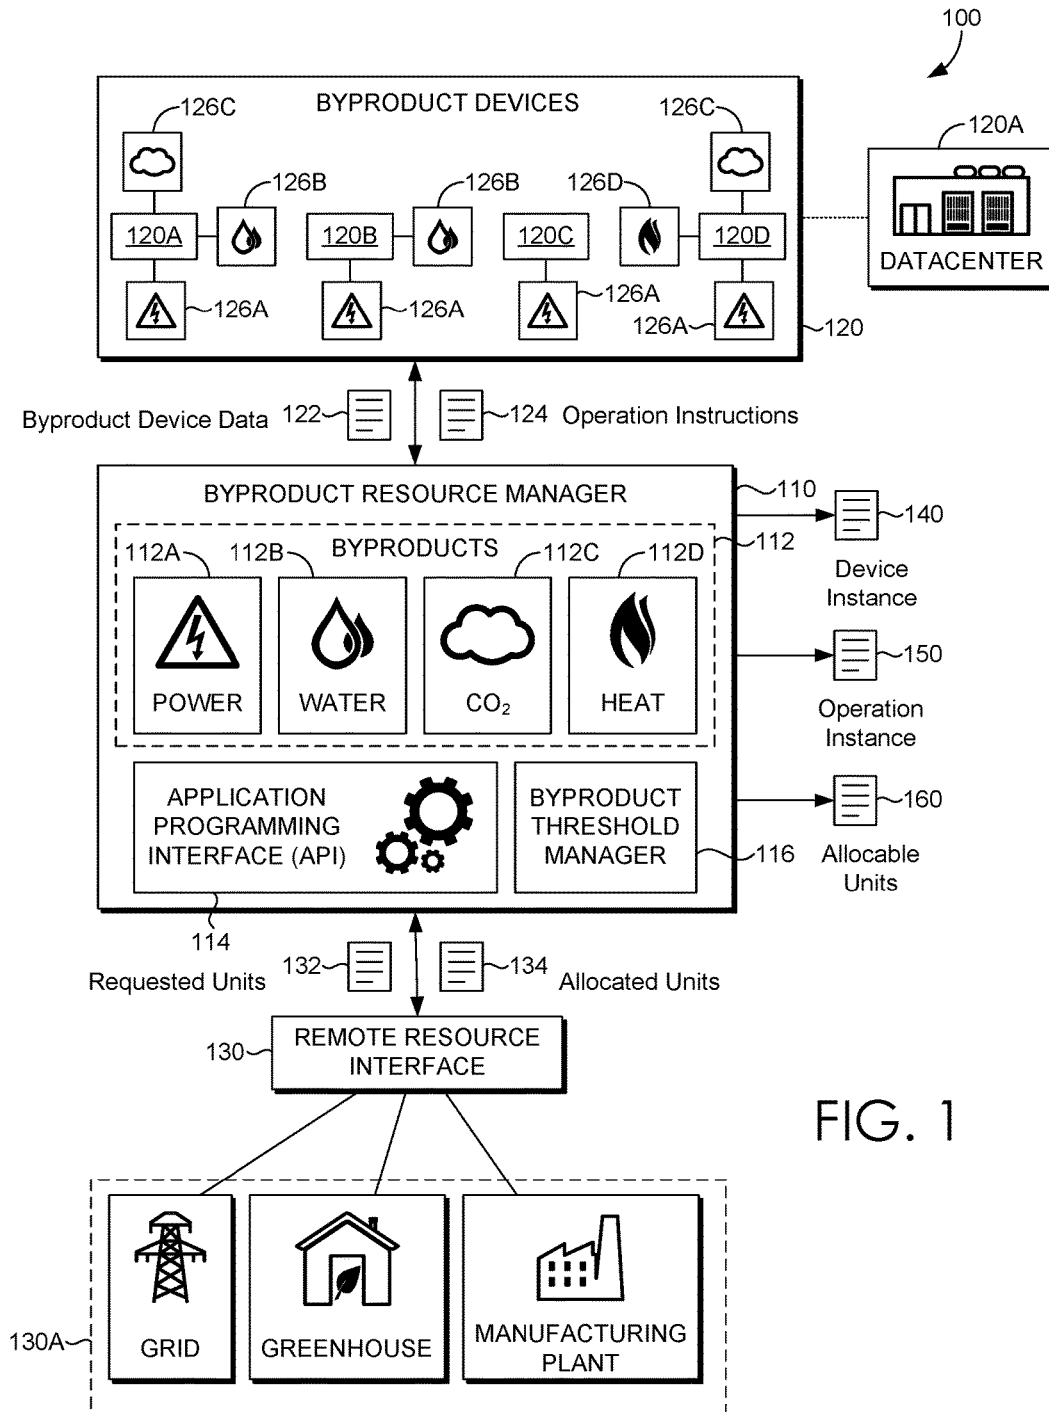 100
BYPRODUCT DEVICES
126C
126C
120A
126B
126B
126D
120A
120B
120C
120D
DATACENTER
126A
126A
126A
126A
120
Byproduct Device Data
122
124
Operation Instructions
BYPRODUCT RESOURCE MANAGER
110
140
Device
Instance
BYPRODUCTS
112
112A
112B
112C
112D
POWER
WATER
CO₂
HEAT
150
Operation
Instance
APPLICATION
PROGRAMMING
INTERFACE (API)
BYPRODUCT
THRESHOLD
MANAGER
160
Allocable
Units
116
114
Requested Units
132
134
Allocated Units
130
REMOTE RESOURCE
INTERFACE
FIG. 1
130A
GRID
GREENHOUSE
MANUFACTURING
PLANT